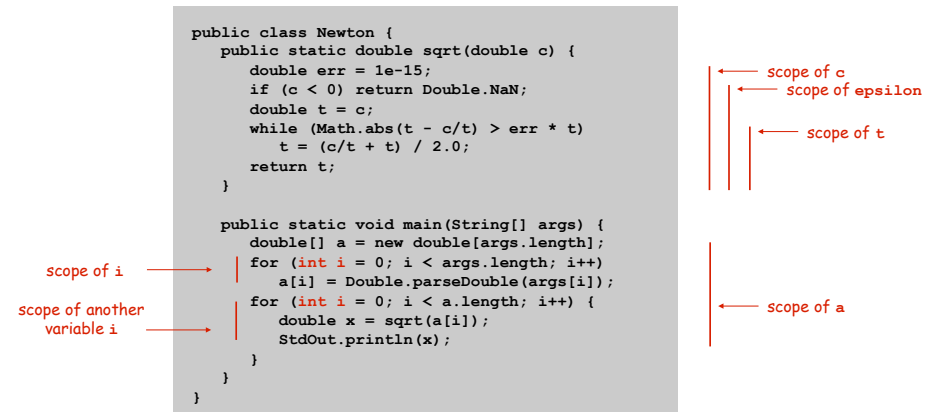 public class Newton {
public static double sqrt(double c) {
double err = 1e-15;
if (c < 0) return Double.NaN;
double t = c;
while (Math.abs(t - c/t) > err * t)
t = (c/t + t) / 2.0;
return t;
}
scope of c
scope of epsilon
scope of t
public static void main(String[] args) {
double[] a = new double[args.length];
for (int i = 0; i < args.length; i++)
a[i] = Double.parseDouble(args[i]);
for (int i = 0; i < a.length; i++) {
double x = sqrt(a[i]);
StdOut.println(x);
}
}
}
scope of i
scope of another
variable i
scope of a